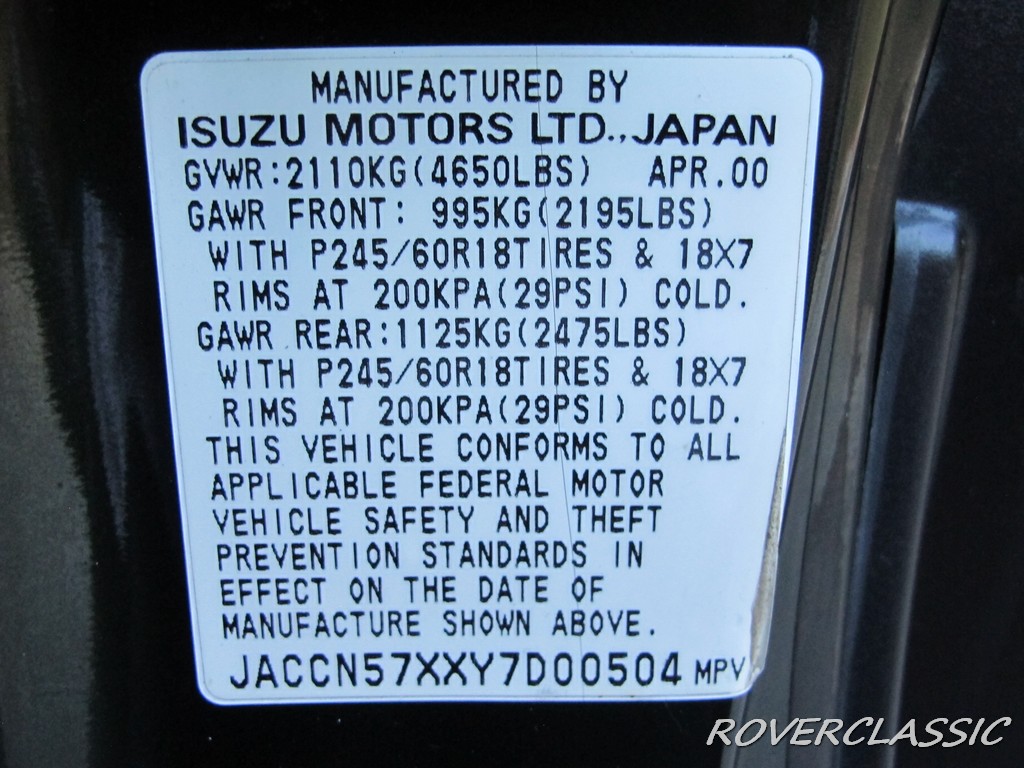 MANUFACTURED BY
ISUZU MOTORS LTD., JAPAN
GVWR:2110KG(4650LBS) APR.00
GAWR FRONT: 995KG(2195LBS)
WITH P245/60R18TIRES & 18X7
RIMS AT 200KPA(29PSI) COLD.
GAWR REAR:1125KG(2475LBS)
WITH P245/60R18TIRES & 18X7
RIMS AT 200KPA(29PSI) COLD.
THIS VEHICLE CONFORMS TO ALL
APPLICABLE FEDERAL MOTOR
VEHICLE SAFETY AND THEFT
PREVENTION STANDARDS IN
EFFECT ON THE DATE OF
MANUFACTURE SHOWN ABOVE.
JACCN57XXY7D00504 MPV
ROVERCLASSIC